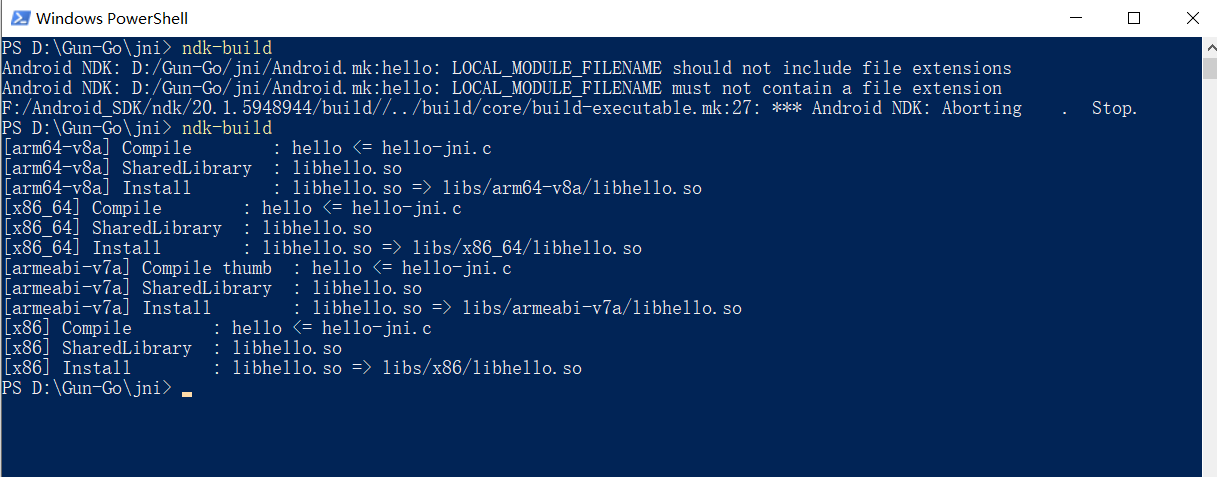 Windows PowerShell
PS D:\Gun-Go\jni> ndk-build
Android NDK: D:/Gun-Go/jni/Android.mk:hello: LOCAL_MODULE_FILENAME should not include file extensions
Android NDK: LOCAL_MODULE_FILENAME must not contain a file extension
F:/Android_SDK/ndk/20.1.5948944/build//../build/core/build-executable.mk:27: *** Android NDK: Aborting    .  Stop.
PS D:\Gun-Go\jni> ndk-build
[arm64-v8a] Compile        : hello <= hello-jni.c
[arm64-v8a] SharedLibrary  : libhello.so
[arm64-v8a] Install        : libhello.so => libs/arm64-v8a/libhello.so
[x86_64] Compile        : hello <= hello-jni.c
[x86_64] SharedLibrary  : libhello.so
[x86_64] Install        : libhello.so => libs/x86_64/libhello.so
[armeabi-v7a] Compile thumb  : hello <= hello-jni.c
[armeabi-v7a] SharedLibrary  : libhello.so
[armeabi-v7a] Install        : libhello.so => libs/armeabi-v7a/libhello.so
[x86] Compile        : hello <= hello-jni.c
[x86] SharedLibrary  : libhello.so
[x86] Install        : libhello.so => libs/x86/libhello.so
PS D:\Gun-Go\jni>